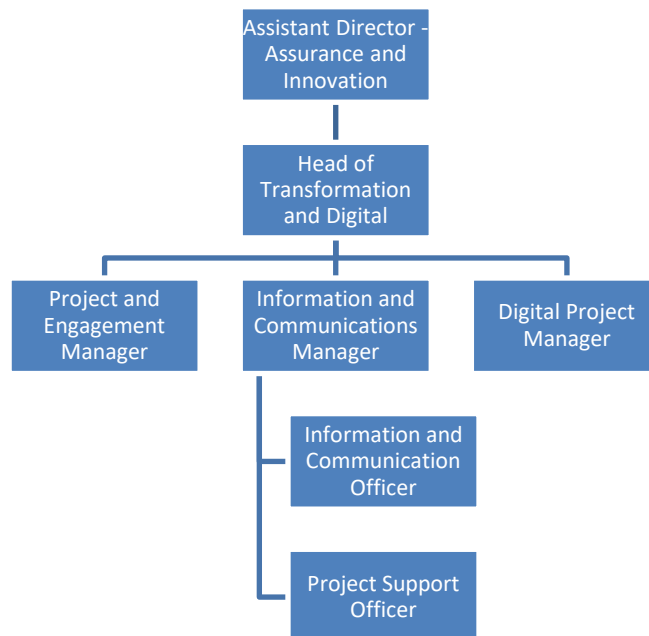 Assistant Director -
Assurance and
Innovation
Head of
Transformation
and Digital
Project and
Engagement
Manager
Information and
Communications
Manager
Digital Project
Manager
Information and
Communication
Officer
Project Support
Officer